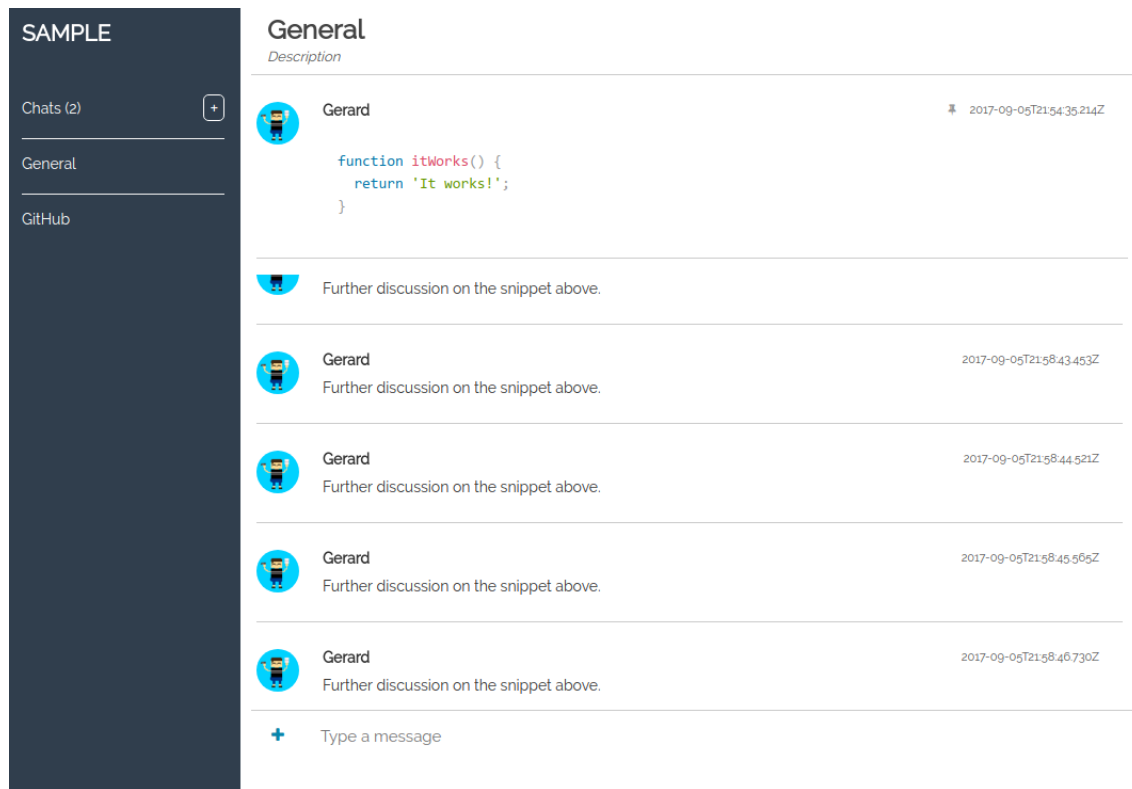 SAMPLE
Chats (2)
+
General
GitHub
General
Description
Gerard
2017-09-05T21:54:35.214Z
function itWorks() {
  return 'It works!';
}
Further discussion on the snippet above.
Gerard
2017-09-05T21:58:43.453Z
Further discussion on the snippet above.
Gerard
2017-09-05T21:58:44.521Z
Further discussion on the snippet above.
Gerard
2017-09-05T21:58:45.565Z
Further discussion on the snippet above.
Gerard
2017-09-05T21:58:46.730Z
Further discussion on the snippet above.
+
Type a message